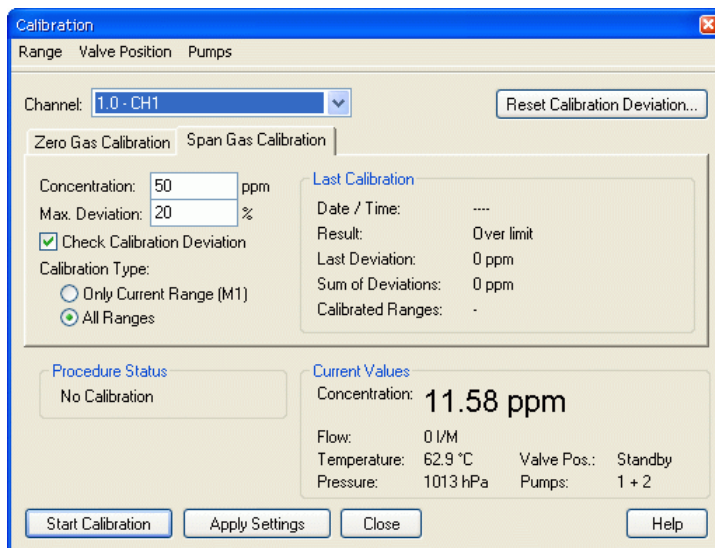 Calibration
Range Valve Position Pumps
Channel: 1.0 - CH1 Reset Calibration Deviation...
Zero Gas Calibration Span Gas Calibration
Concentration: 50 ppm
Max. Deviation: 20 %
Check Calibration Deviation
Calibration Type:
Only Current Range (M1)
All Ranges
Last Calibration
Date / Time: ----
Result: Over limit
Last Deviation: 0 ppm
Sum of Deviations: 0 ppm
Calibrated Ranges: -
Procedure Status
No Calibration
Current Values
Concentration: 11.58 ppm
Flow: 0 l/M
Temperature: 62.9 °C Valve Pos.: Standby
Pressure: 1013 hPa Pumps: 1 + 2
Start Calibration Apply Settings Close Help